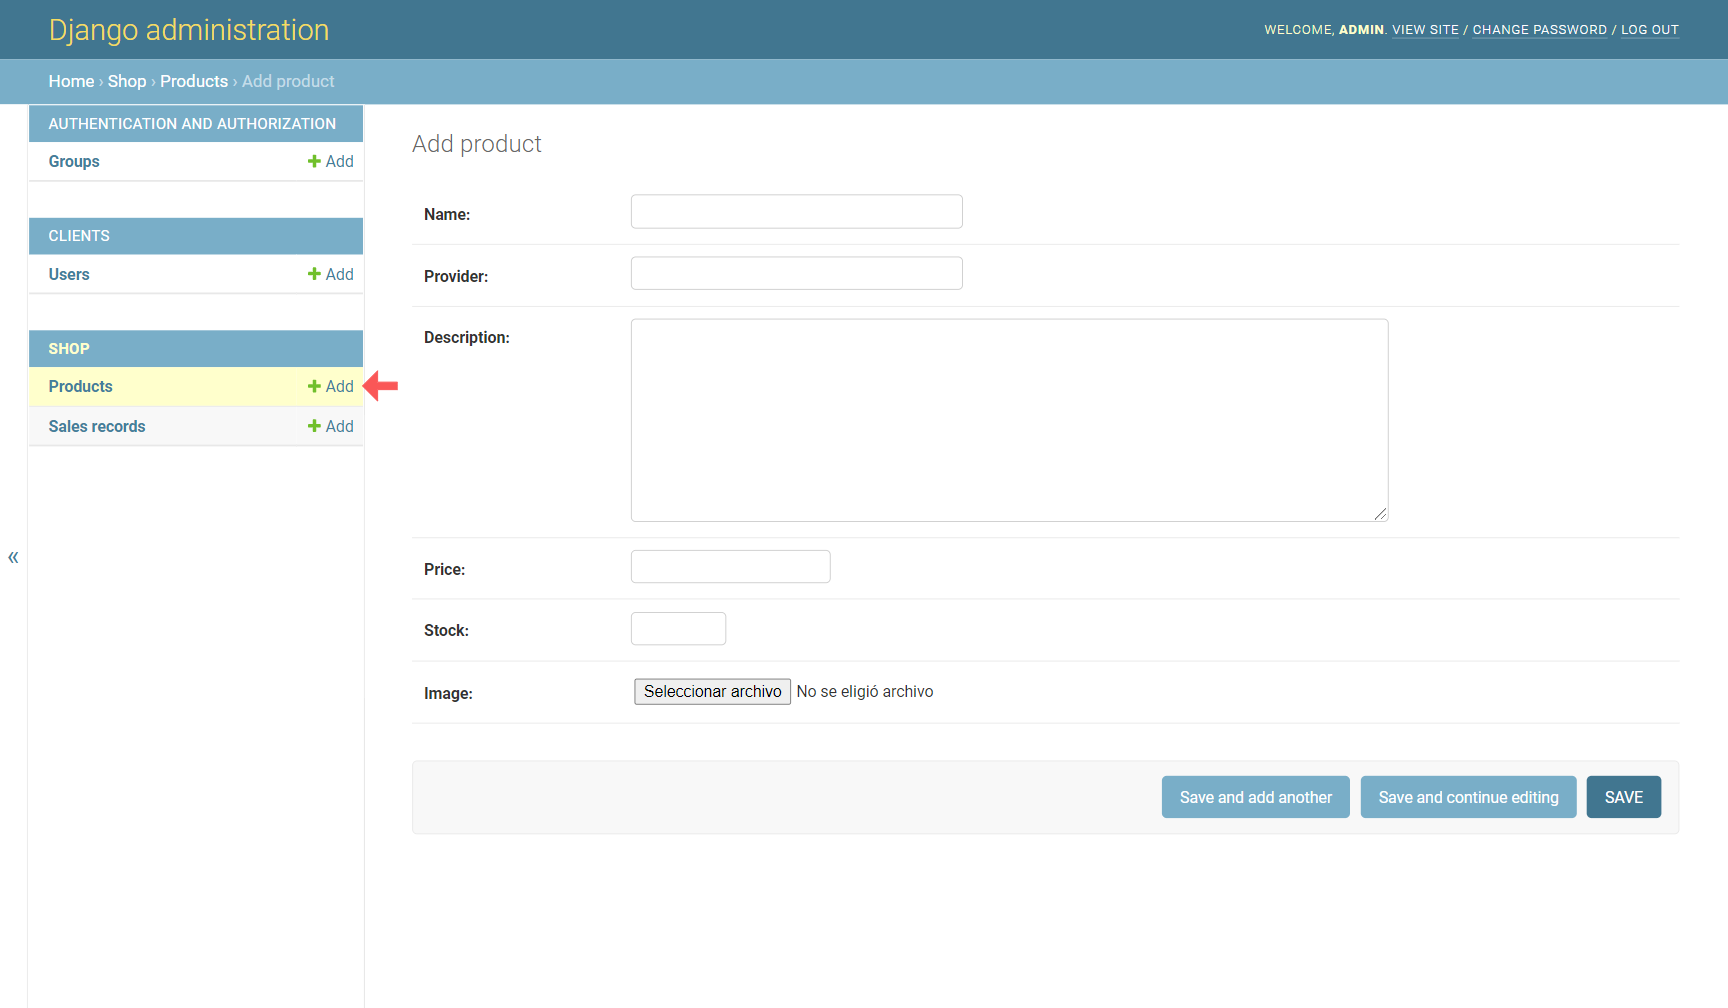 Django administration
WELCOME, ADMIN. VIEW SITE / CHANGE PASSWORD / LOG OUT
Home › Shop › Products › Add product
AUTHENTICATION AND AUTHORIZATION
Groups + Add
CLIENTS
Users + Add
SHOP
Products + Add
Sales records + Add
«
Add product
Name:
Provider:
Description:
Price:
Stock:
Image: Seleccionar archivo No se eligió archivo
Save and add another Save and continue editing SAVE